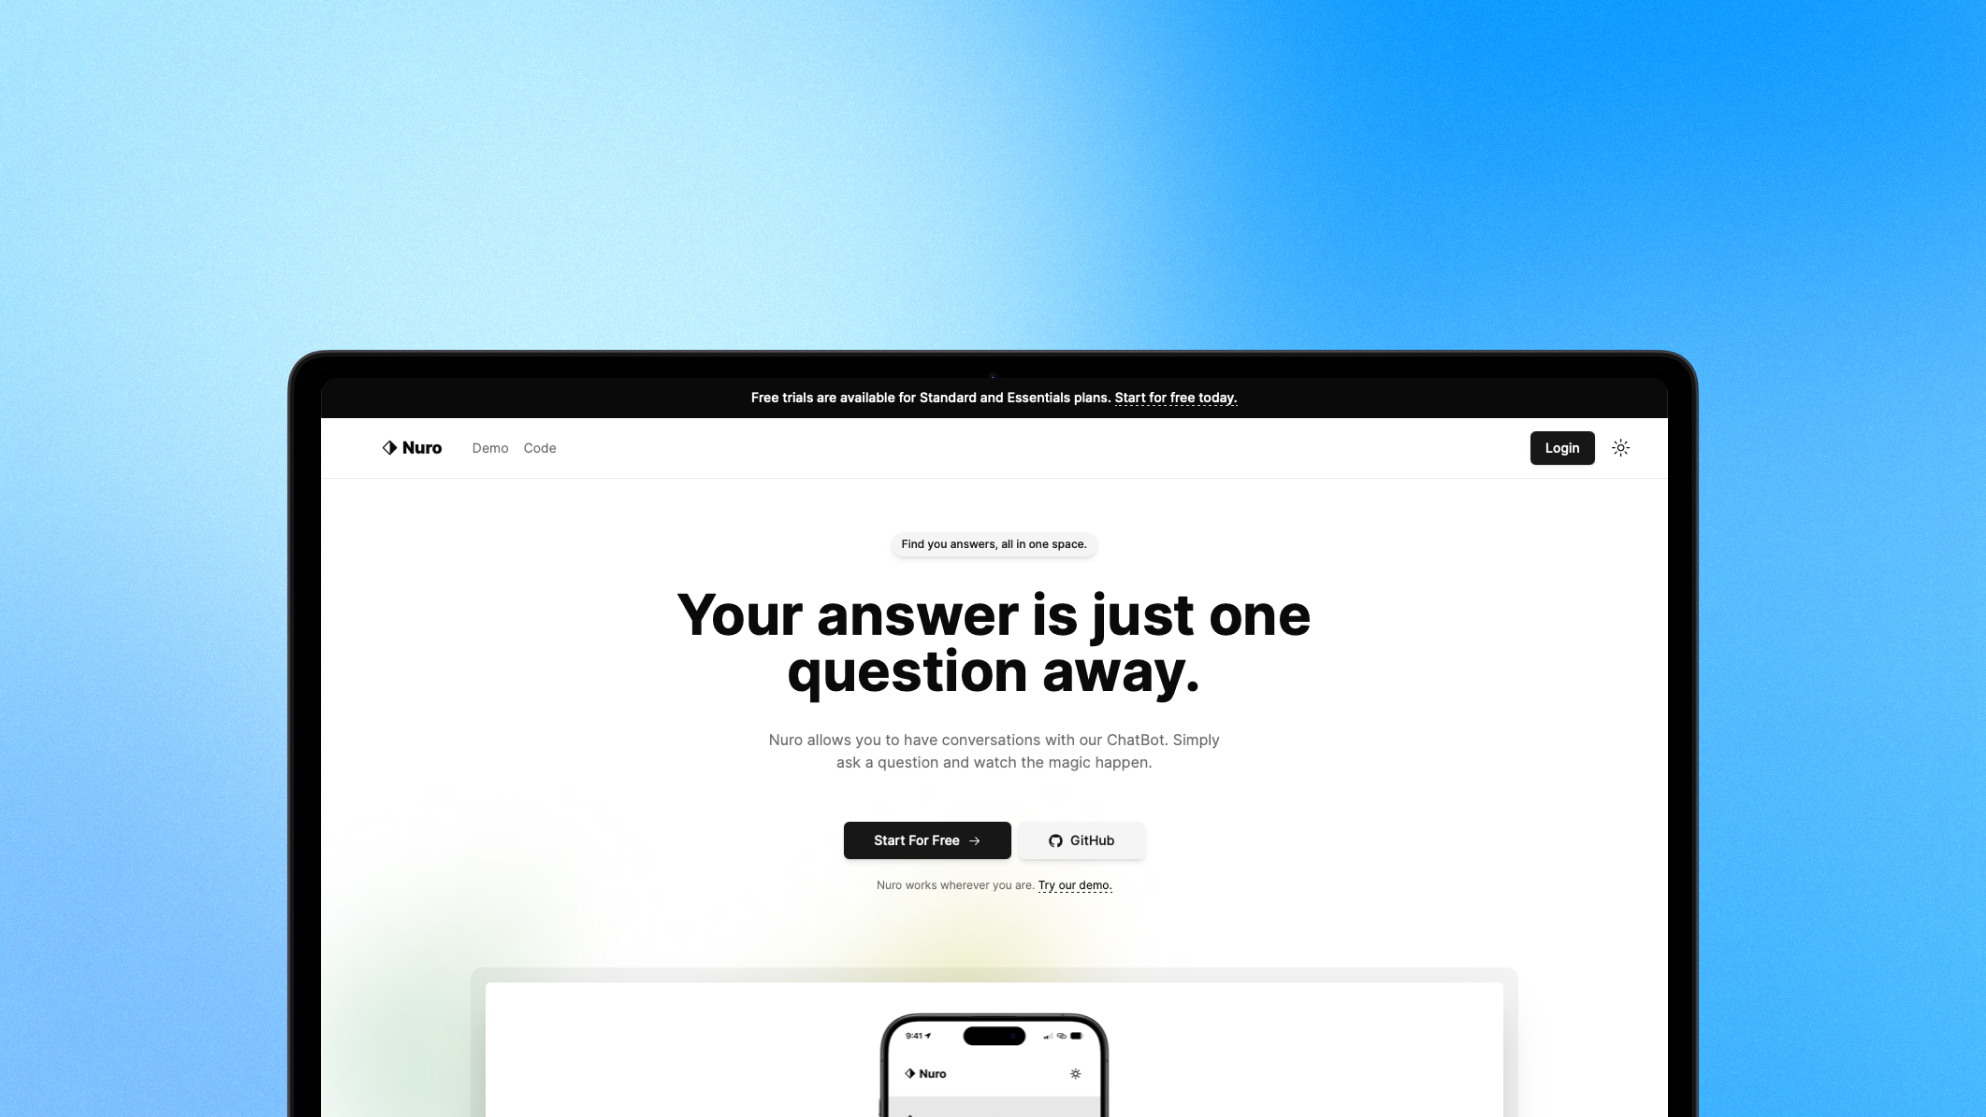 Free trials are available for Standard and Essentials plans. Start for free today.
Nuro
Demo
Code
Login
Find you answers, all in one space.
Your answer is just one
question away.
Nuro allows you to have conversations with our ChatBot. Simply
ask a question and watch the magic happen.
Start For Free →
GitHub
Nuro works wherever you are. Try our demo.
9:41
Nuro